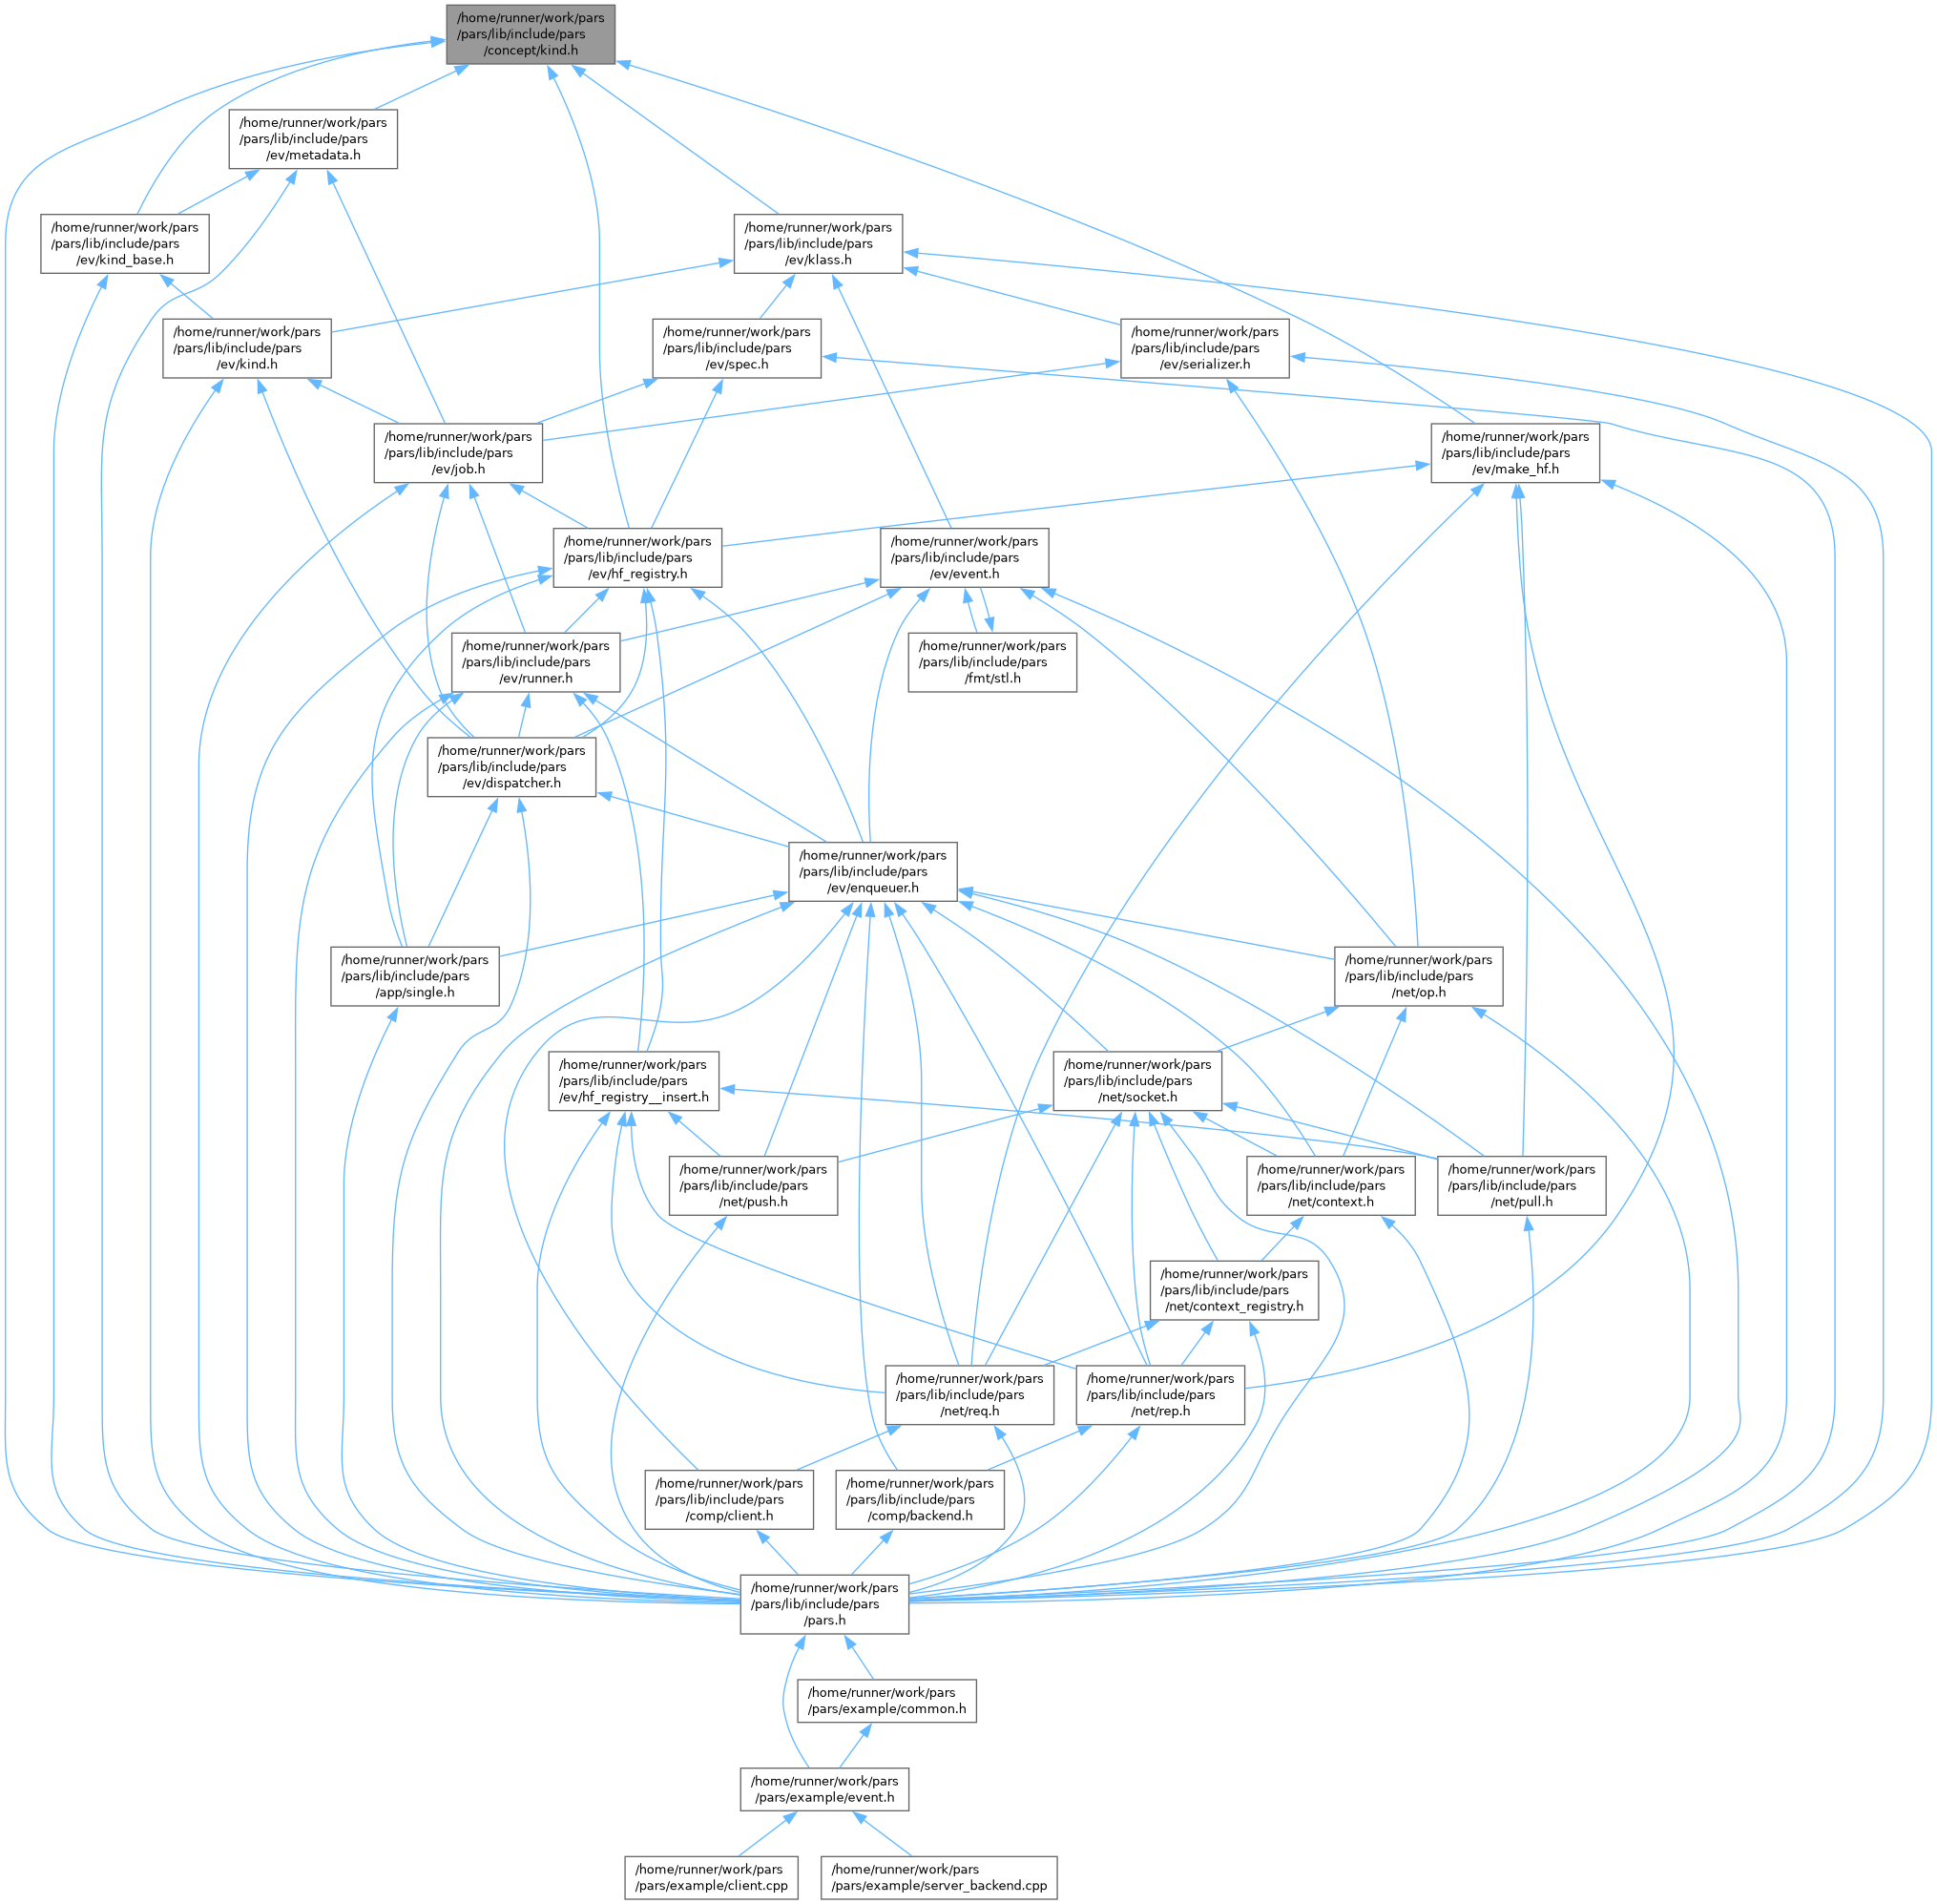 /home/runner/work/pars
/pars/lib/include/pars
/concept/kind.h
/home/runner/work/pars
/pars/lib/include/pars
/ev/metadata.h
/home/runner/work/pars
/pars/lib/include/pars
/ev/kind_base.h
/home/runner/work/pars
/pars/lib/include/pars
/ev/klass.h
/home/runner/work/pars
/pars/lib/include/pars
/ev/kind.h
/home/runner/work/pars
/pars/lib/include/pars
/ev/spec.h
/home/runner/work/pars
/pars/lib/include/pars
/ev/serializer.h
/home/runner/work/pars
/pars/lib/include/pars
/ev/job.h
/home/runner/work/pars
/pars/lib/include/pars
/ev/make_hf.h
/home/runner/work/pars
/pars/lib/include/pars
/ev/hf_registry.h
/home/runner/work/pars
/pars/lib/include/pars
/ev/event.h
/home/runner/work/pars
/pars/lib/include/pars
/ev/runner.h
/home/runner/work/pars
/pars/lib/include/pars
/fmt/stl.h
/home/runner/work/pars
/pars/lib/include/pars
/ev/dispatcher.h
/home/runner/work/pars
/pars/lib/include/pars
/ev/enqueuer.h
/home/runner/work/pars
/pars/lib/include/pars
/app/single.h
/home/runner/work/pars
/pars/lib/include/pars
/net/op.h
/home/runner/work/pars
/pars/lib/include/pars
/ev/hf_registry__insert.h
/home/runner/work/pars
/pars/lib/include/pars
/net/socket.h
/home/runner/work/pars
/pars/lib/include/pars
/net/push.h
/home/runner/work/pars
/pars/lib/include/pars
/net/context.h
/home/runner/work/pars
/pars/lib/include/pars
/net/pull.h
/home/runner/work/pars
/pars/lib/include/pars
/net/context_registry.h
/home/runner/work/pars
/pars/lib/include/pars
/net/req.h
/home/runner/work/pars
/pars/lib/include/pars
/net/rep.h
/home/runner/work/pars
/pars/lib/include/pars
/comp/client.h
/home/runner/work/pars
/pars/lib/include/pars
/comp/backend.h
/home/runner/work/pars
/pars/lib/include/pars
/pars.h
/home/runner/work/pars
/pars/example/common.h
/home/runner/work/pars
/pars/example/event.h
/home/runner/work/pars
/pars/example/client.cpp
/home/runner/work/pars
/pars/example/server_backend.cpp